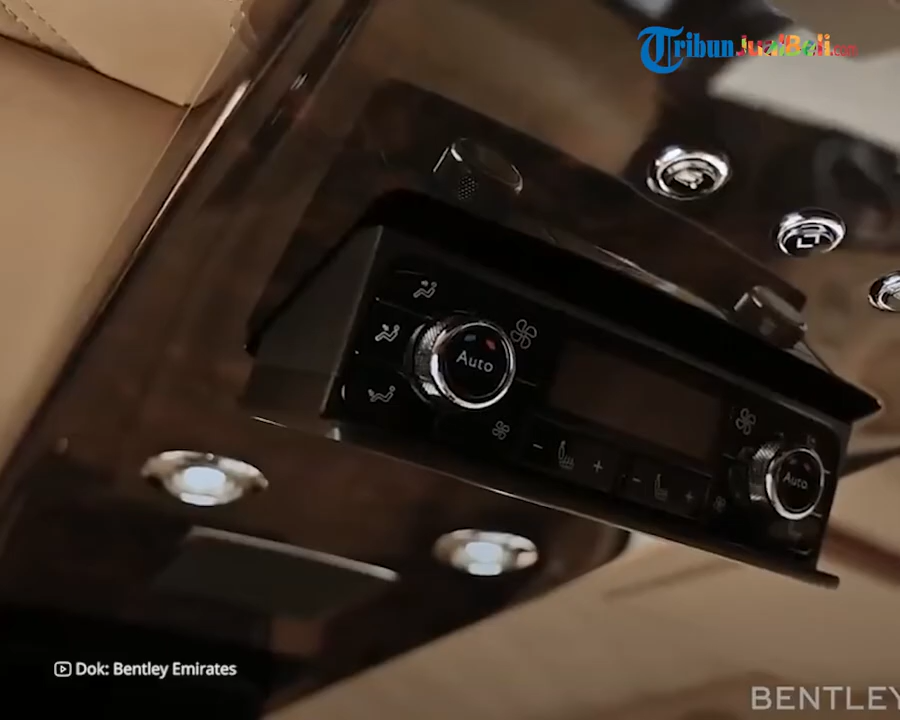 TribunJualBeli.com
Auto
Auto
- +
- +
Dok: Bentley Emirates
BENTLEY